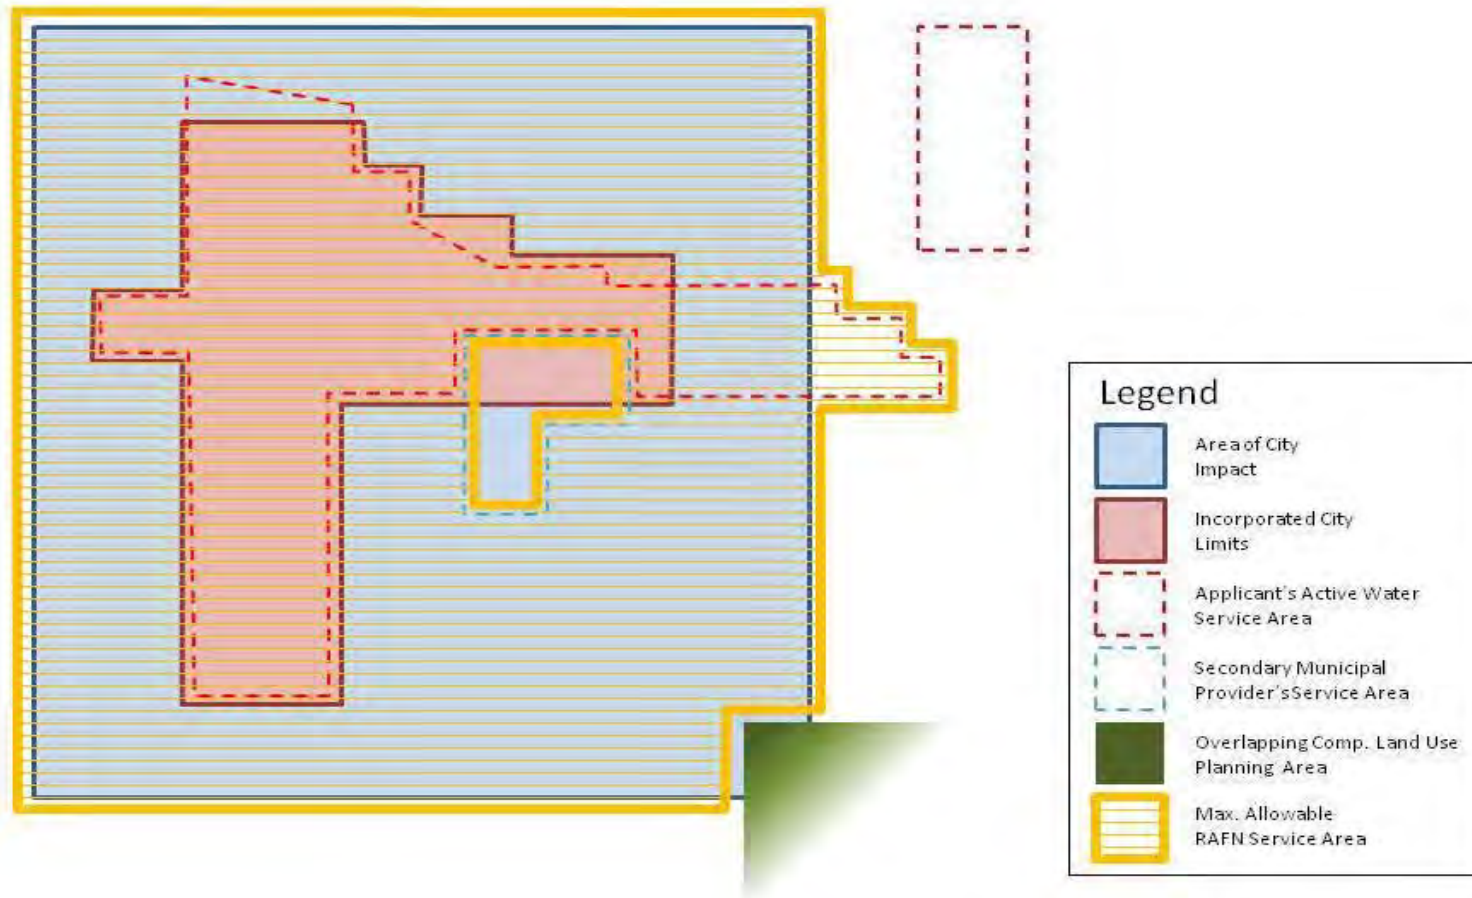 Legend
Area of City
Impact
Incorporated City
Limits
Applicant's Active Water
Service Area
Secondary Municipal
Provider'sService Area
Overlapping Comp. Land Use
Planning Area
Max. Allowable
RAFN Service Area